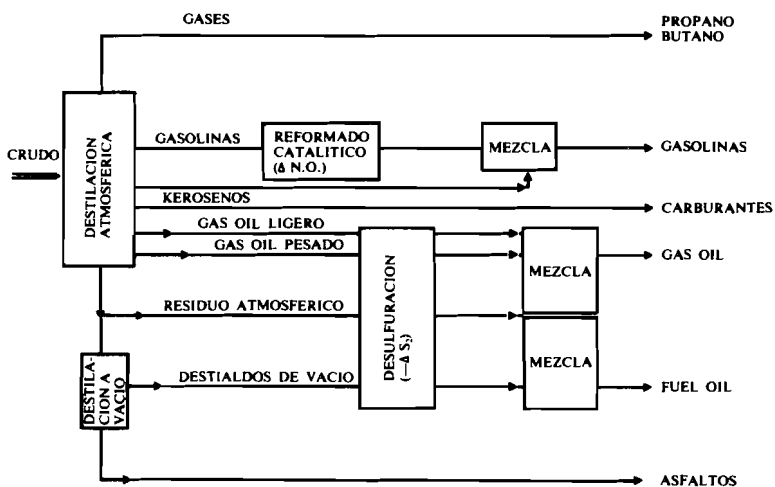 GASES
PROPANO
BUTANO
CRUDO
DESTILACION
ATMOSFERICA
GASOLINAS
REFORMADO
CATALITICO
(Δ N.O.)
MEZCLA
GASOLINAS
KEROSENOS
CARBURANTES
GAS OIL LIGERO
GAS OIL PESADO
DESULFURACION
(—Δ S₂)
MEZCLA
GAS OIL
RESIDUO ATMOSFERICO
DESTILA-
CION A
VACIO
DESTIALDOS DE VACIO
MEZCLA
FUEL OIL
ASFALTOS